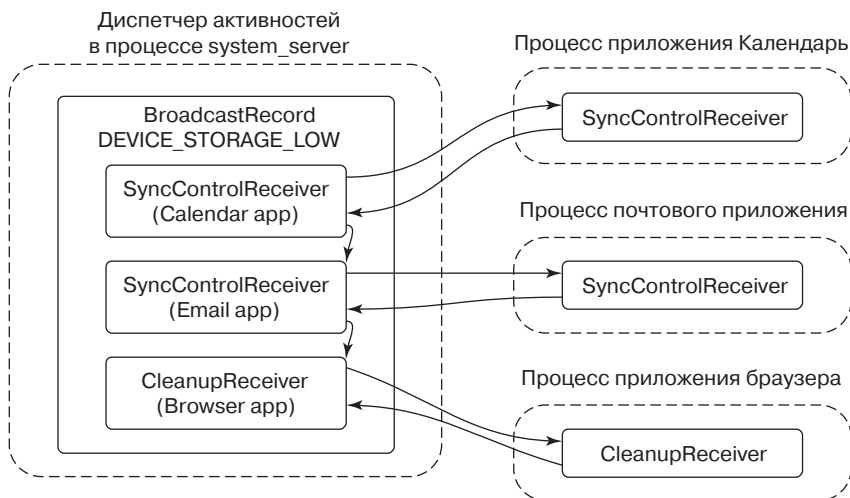 Диспетчер активностей
в процессе system_server
BroadcastRecord
DEVICE_STORAGE_LOW
SyncControlReceiver
(Calendar app)
SyncControlReceiver
(Email app)
CleanupReceiver
(Browser app)
Процесс приложения Календарь
SyncControlReceiver
Процесс почтового приложения
SyncControlReceiver
Процесс приложения браузера
CleanupReceiver